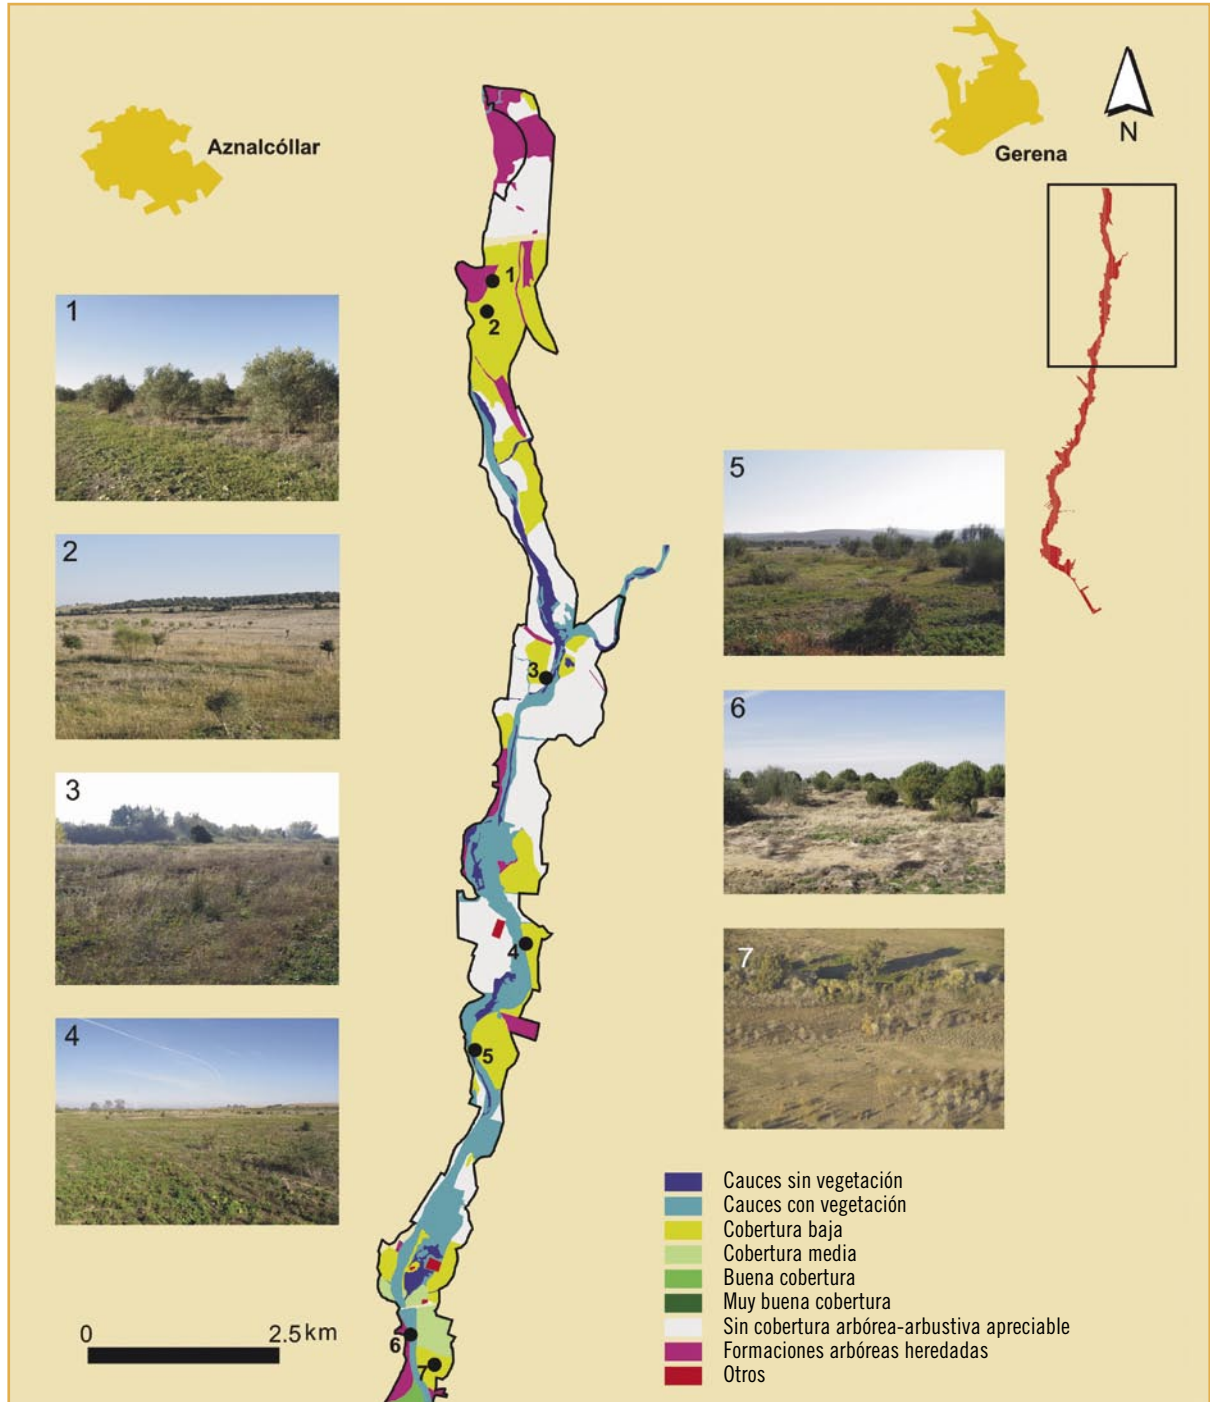 Aznalcóllar
Gerena
N
1
2
3
4
5
6
7
1
2
3
4
5
6
7
0 2.5 km
Cauces sin vegetación
Cauces con vegetación
Cobertura baja
Cobertura media
Buena cobertura
Muy buena cobertura
Sin cobertura arbórea-arbustiva apreciable
Formaciones arbóreas heredadas
Otros